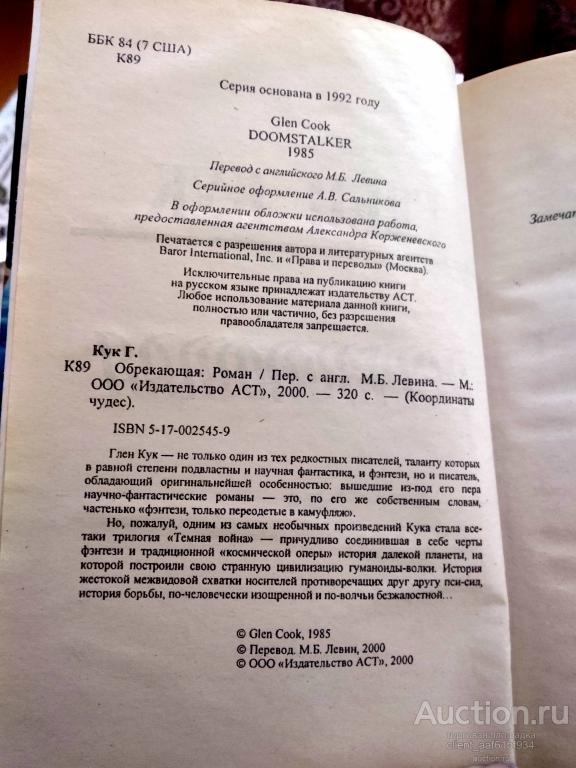 ББК 84 (7 США)
К89
Серия основана в 1992 году
Glen Cook
DOOMSTALKER
1985
Перевод с английского М.Б. Левина
Серийное оформление А.В. Сальникова
В оформлении обложки использована работа,
предоставленная агентством Александра Корженевского
Печатается с разрешения автора и литературных агентств
Baror International, Inc. и «Права и переводы» (Москва).
Исключительные права на публикацию книги
на русском языке принадлежат издательству АСТ.
Любое использование материала данной книги,
полностью или частично, без разрешения
правообладателя запрещается.
Кук Г.
К89 Обрекающая: Роман / Пер. с англ. М.Б. Левина. — М.:
ООО «Издательство АСТ», 2000. — 320 с. — (Координаты
чудес).
ISBN 5-17-002545-9
Глен Кук — не только один из тех редкостных писателей, таланту которых
в равной степени подвластны и научная фантастика, и фэнтези, но и писатель,
обладающий оригинальнейшей особенностью: вышедшие из-под его пера
научно-фантастические романы — это, по его же собственным словам,
частенько «фэнтези, только переодетые в камуфляж».
Но, пожалуй, одним из самых необычных произведений Кука стала все-
таки трилогия «Темная война» — причудливо соединившая в себе черты
фэнтези и традиционной «космической оперы» история далекой планеты, на
которой построили свою странную цивилизацию гуманоиды-волки. История
жестокой межвидовой схватки носителей противоречащих друг другу пси-сил,
история борьбы, по-человечески изощренной и по-волчьи безжалостной...
© Glen Cook, 1985
© Перевод. М.Б. Левин, 2000
© ООО «Издательство АСТ», 2000
Замечат
Auction.ru
торговая площадка
client_aaf64bf934
auction.ru